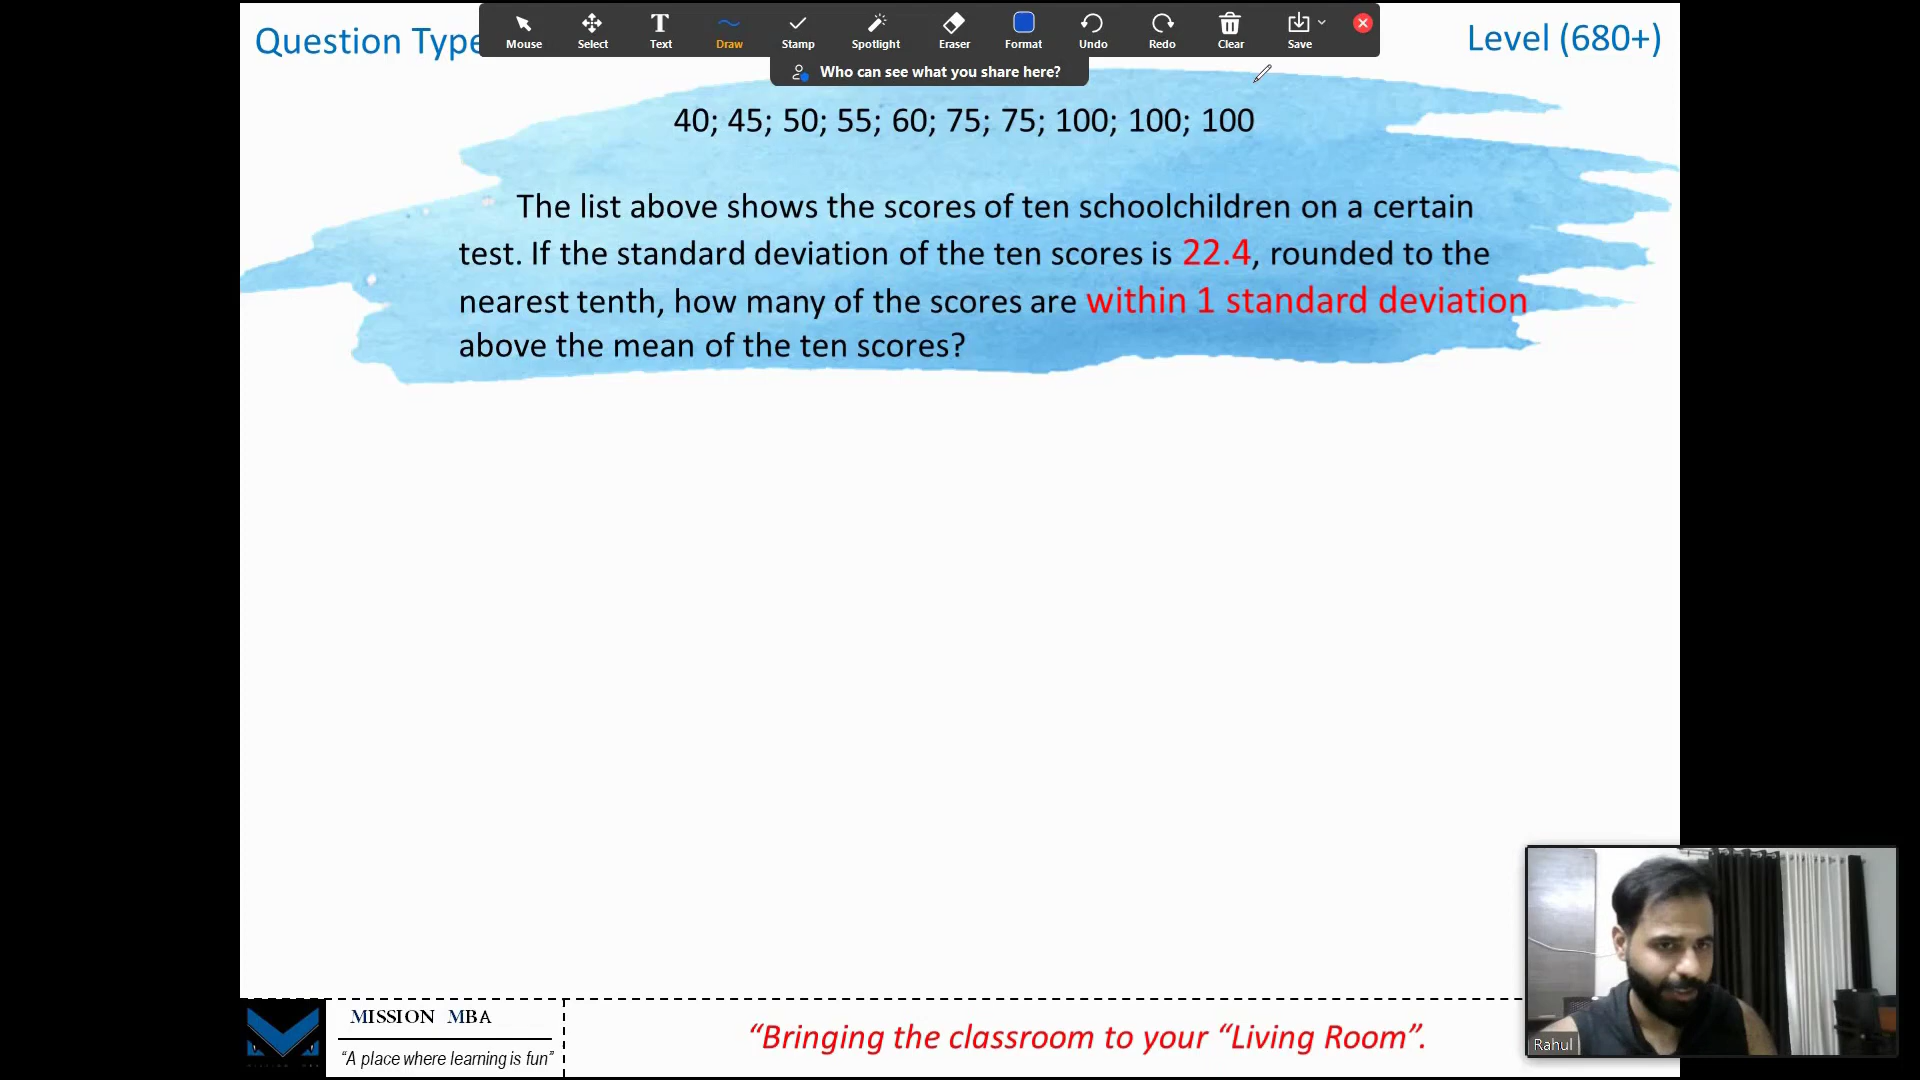 Question Type
Level (680+)
Mouse
Select
Text
Draw
Stamp
Spotlight
Eraser
Format
Undo
Redo
Clear
Save
Who can see what you share here?
40; 45; 50; 55; 60; 75; 75; 100; 100; 100
The list above shows the scores of ten schoolchildren on a certain
test. If the standard deviation of the ten scores is 22.4, rounded to the
nearest tenth, how many of the scores are within 1 standard deviation
above the mean of the ten scores?
MISSION MBA
“A place where learning is fun”
“Bringing the classroom to your “Living Room”.
Rahul